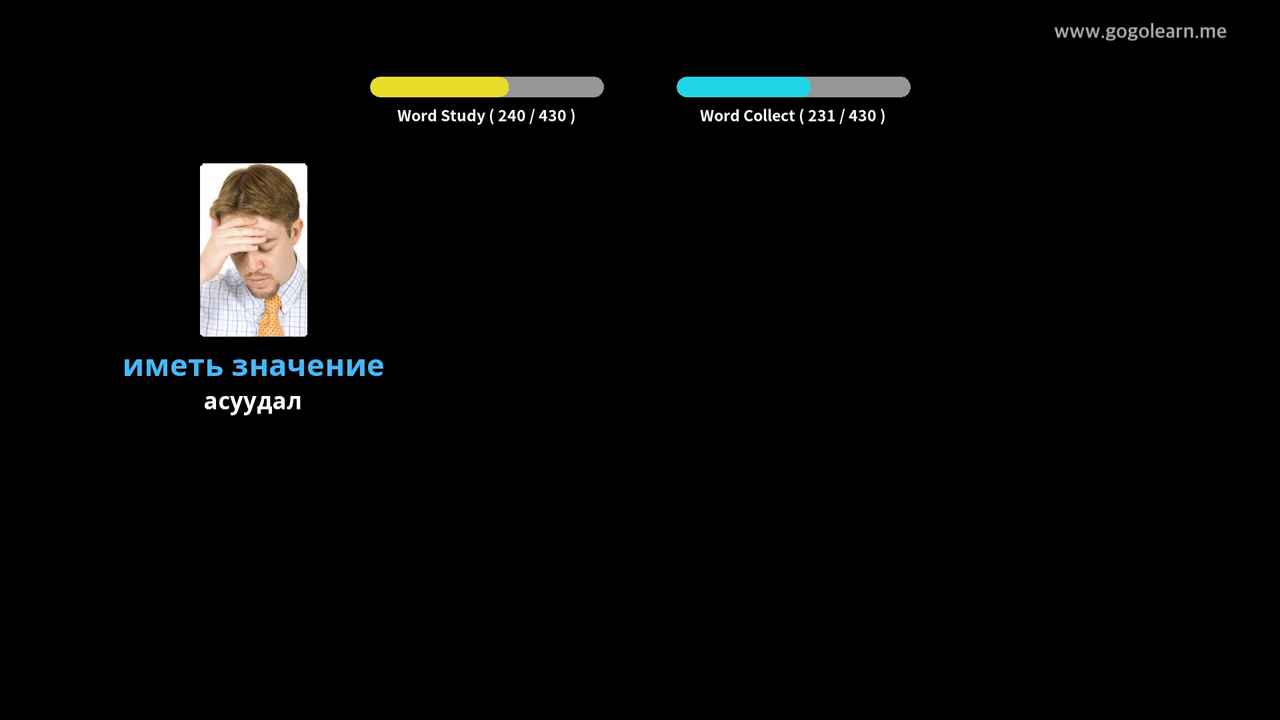 www.gogolearn.me
Word Study ( 240 / 430 )
Word Collect ( 231 / 430 )
иметь значение
асуудал